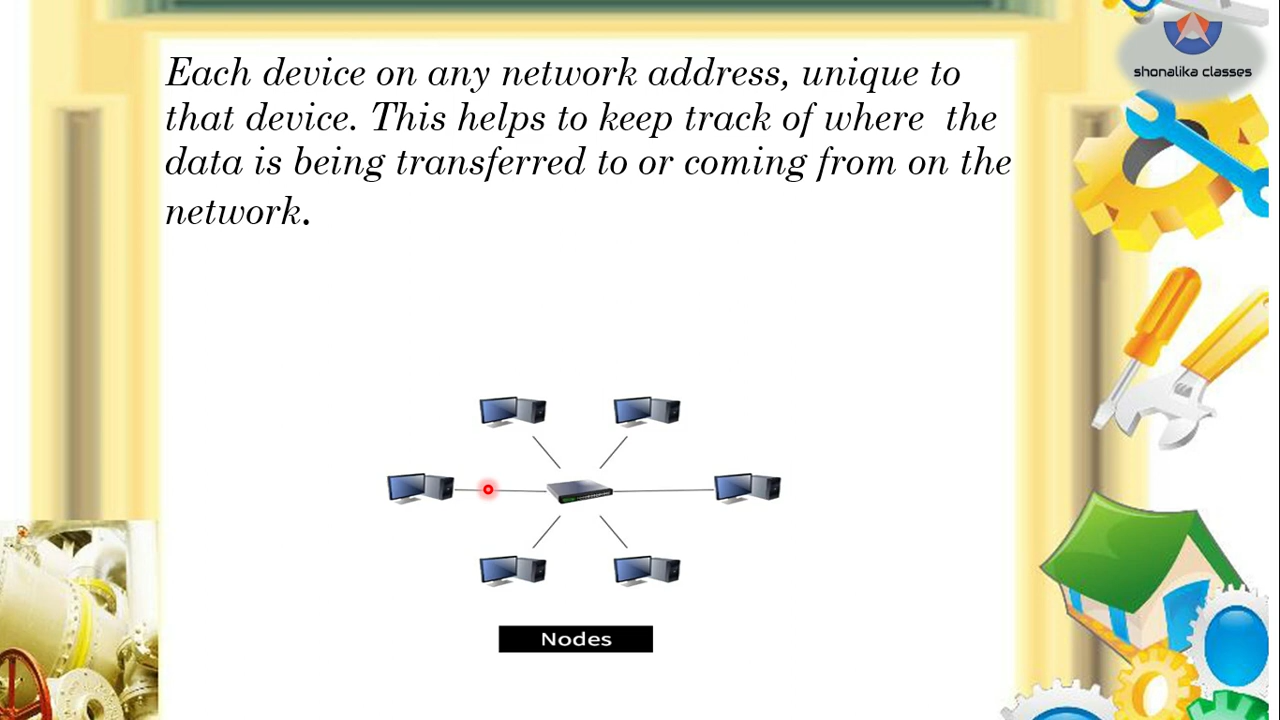 shonalika classes
Each device on any network address, unique to
that device. This helps to keep track of where  the
data is being transferred to or coming from on the
network.
Nodes